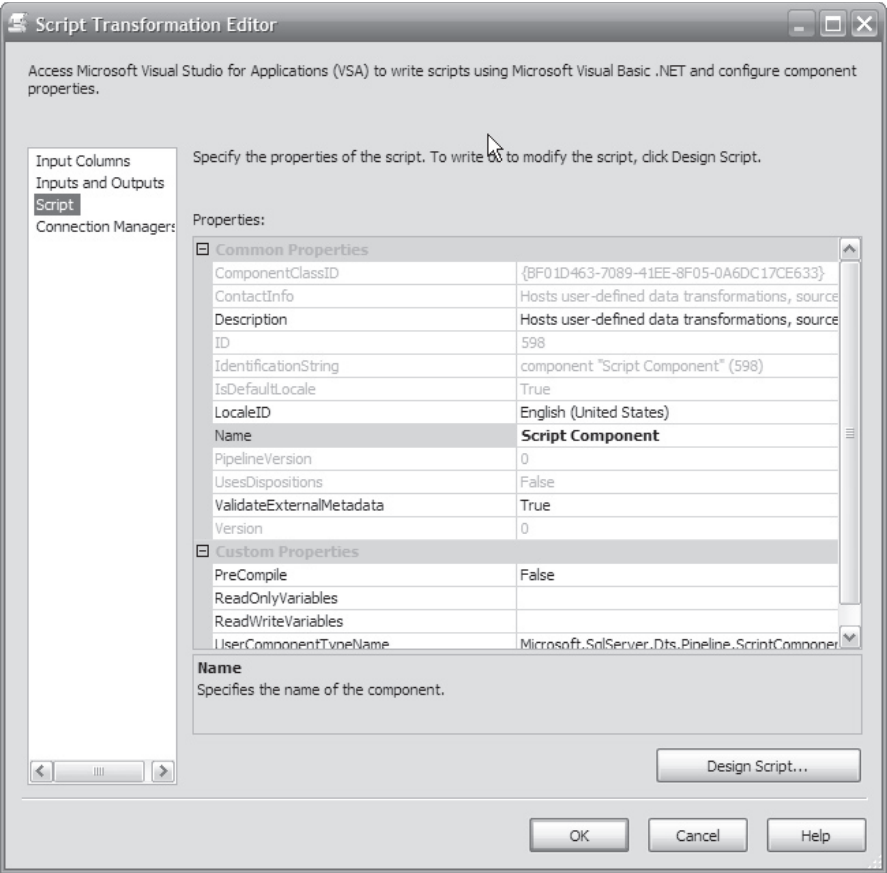 Script Transformation Editor
Access Microsoft Visual Studio for Applications (VSA) to write scripts using Microsoft Visual Basic .NET and configure component
properties.
Input Columns
Inputs and Outputs
Script
Connection Managers
Specify the properties of the script. To write or to modify the script, click Design Script.
Properties:
Common Properties
ComponentClassID {BF01D463-7089-41EE-8F05-0A6DC17CE633}
ContactInfo Hosts user-defined data transformations, source
Description Hosts user-defined data transformations, source
ID 598
IdentificationString component "Script Component" (598)
IsDefaultLocale True
LocaleID English (United States)
Name Script Component
PipelineVersion 0
UsesDispositions False
ValidateExternalMetadata True
Version 0
Custom Properties
PreCompile False
ReadOnlyVariables
ReadWriteVariables
UserComponentTypeName Microsoft.SqlServer.Dts.Pipeline.ScriptComponen
Name
Specifies the name of the component.
Design Script...
OK Cancel Help